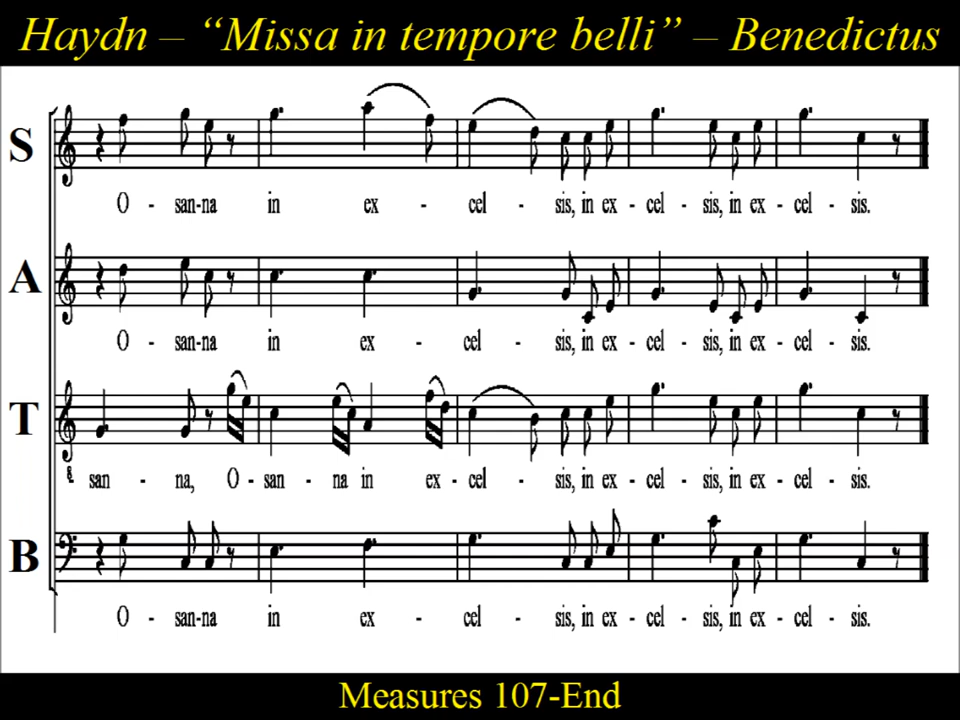 Haydn – “Missa in tempore belli” – Benedictus
S
O - san-na in ex - cel - sis, in ex - cel - sis, in ex - cel - sis.
A
O - san-na in ex - cel - sis, in ex - cel - sis, in ex - cel - sis.
T
8
san - na, O - san - na in ex - cel - sis, in ex - cel - sis, in ex - cel - sis.
B
O - san-na in ex - cel - sis, in ex - cel - sis, in ex - cel - sis.
Measures 107-End